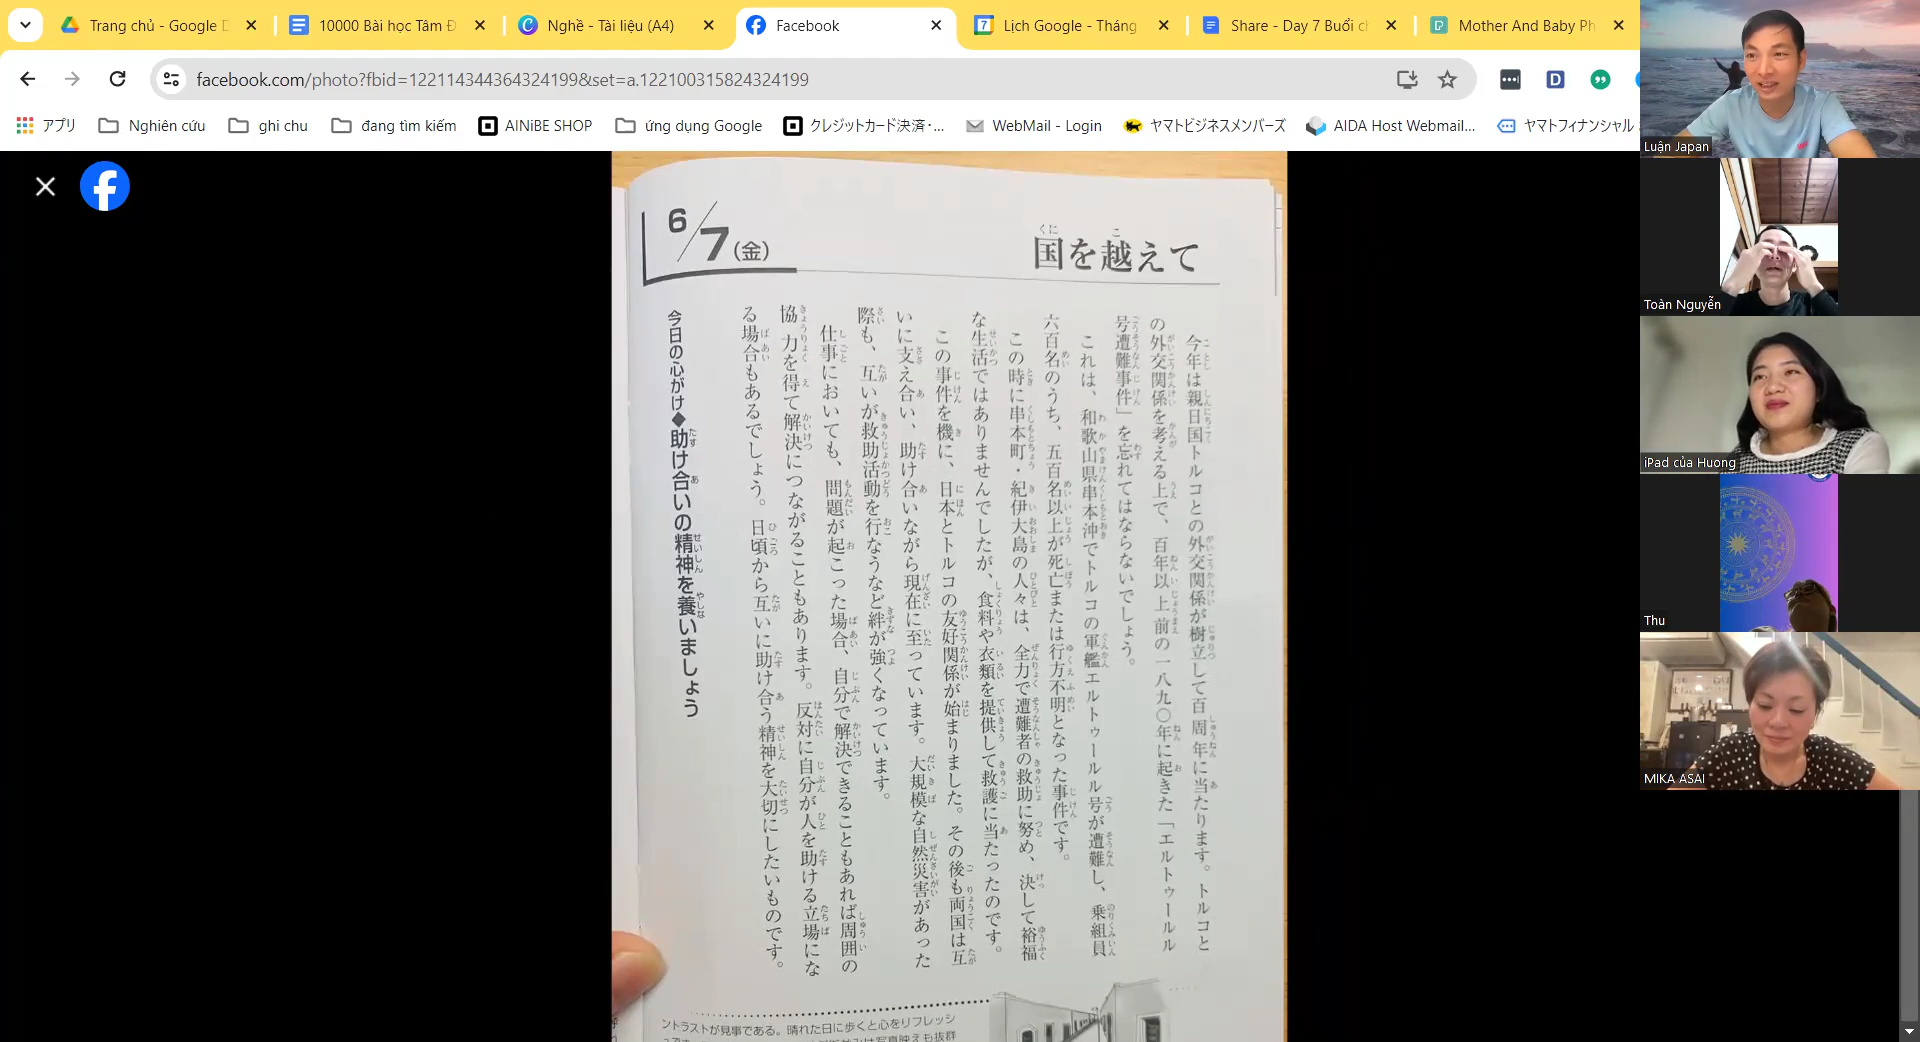 Trang chủ - Google D
10000 Bài học Tâm Đ
Nghề - Tài liệu (A4)
Facebook
Lịch Google - Tháng
Share - Day 7 Buổi ch
Mother And Baby Ph
facebook.com/photo?fbid=122114344364324199&set=a.122100315824324199
アプリ
Nghiên cứu
ghi chu
đang tìm kiếm
AINiBE SHOP
ứng dụng Google
クレジットカード決済・...
WebMail - Login
ヤマトビジネスメンバーズ
AIDA Host Webmail...
ヤマトフィナンシャル
6/7(金)
国を越えて
今年は親日国トルコとの外交関係が樹立して百周年に当たります。トルコと
の外交関係を考える上で、百年以上前の一八九〇年に起きた「エルトゥールル
号遭難事件」を忘れてはならないでしょう。
これは、和歌山県串本沖でトルコの軍艦エルトゥールル号が遭難し、乗組員
六百名のうち、五百名以上が死亡または行方不明となった事件です。
この時に串本町・紀伊大島の人々は、全力で遭難者の救助に努め、決して裕福
な生活ではありませんでしたが、食料や衣類を提供して救護に当たったのです。
この事件を機に、日本とトルコの友好関係が始まりました。その後も両国は互
いに支え合い、助け合いながら現在に至っています。大規模な自然災害があった
際も、互いが救助活動を行なうなど絆が強くなっています。
仕事においても、問題が起こった場合、自分で解決できることもあれば周囲の
協力を得て解決につながることもあります。反対に自分が人を助ける立場にな
る場合もあるでしょう。日頃から互いに助け合う精神を大切にしたいものです。
今日の心がけ◆助け合いの精神を養いましょう
ントラストが見事である。晴れた日に歩くと心をリフレッシ
Luận Japan
Toàn Nguyễn
iPad của Huong
Thu
MIKA ASAI